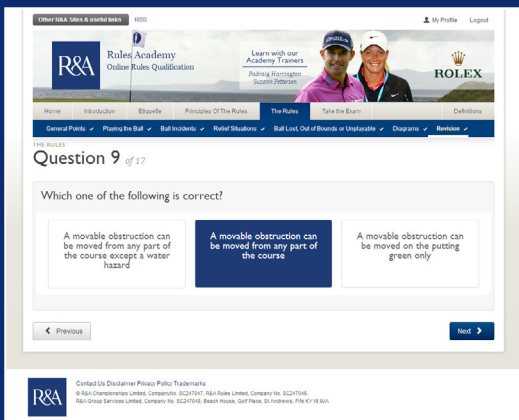 Other R&A Sites & useful links
RSS
My Profile
Logout
R&A
Rules Academy
Online Rules Qualification
Learn with our
Academy Trainers
Padraig Harrington
Suzann Pettersen
ROLEX
Home
Introduction
Etiquette
Principles Of The Rules
The Rules
Take the Exam
Definitions
General Points
Playing the Ball
Ball Incidents
Relief Situations
Ball Lost, Out of Bounds or Unplayable
Diagrams
Revision
THE RULES
Question 9 of 17
Which one of the following is correct?
A movable obstruction can
be moved from any part of
the course except a water
hazard
A movable obstruction can
be moved from any part of
the course
A movable obstruction can
be moved on the putting
green only
Previous
Next
R&A
Contact Us Disclaimer Privacy Policy Trademarks
© R&A Championships Limited, CompanyNo. SC247047, R&A Rules Limited, Company No. SC247046.
R&A Group Services Limited, Company No. SC247048, Beach House, Golf Place, St Andrews, Fife KY16 9JA.